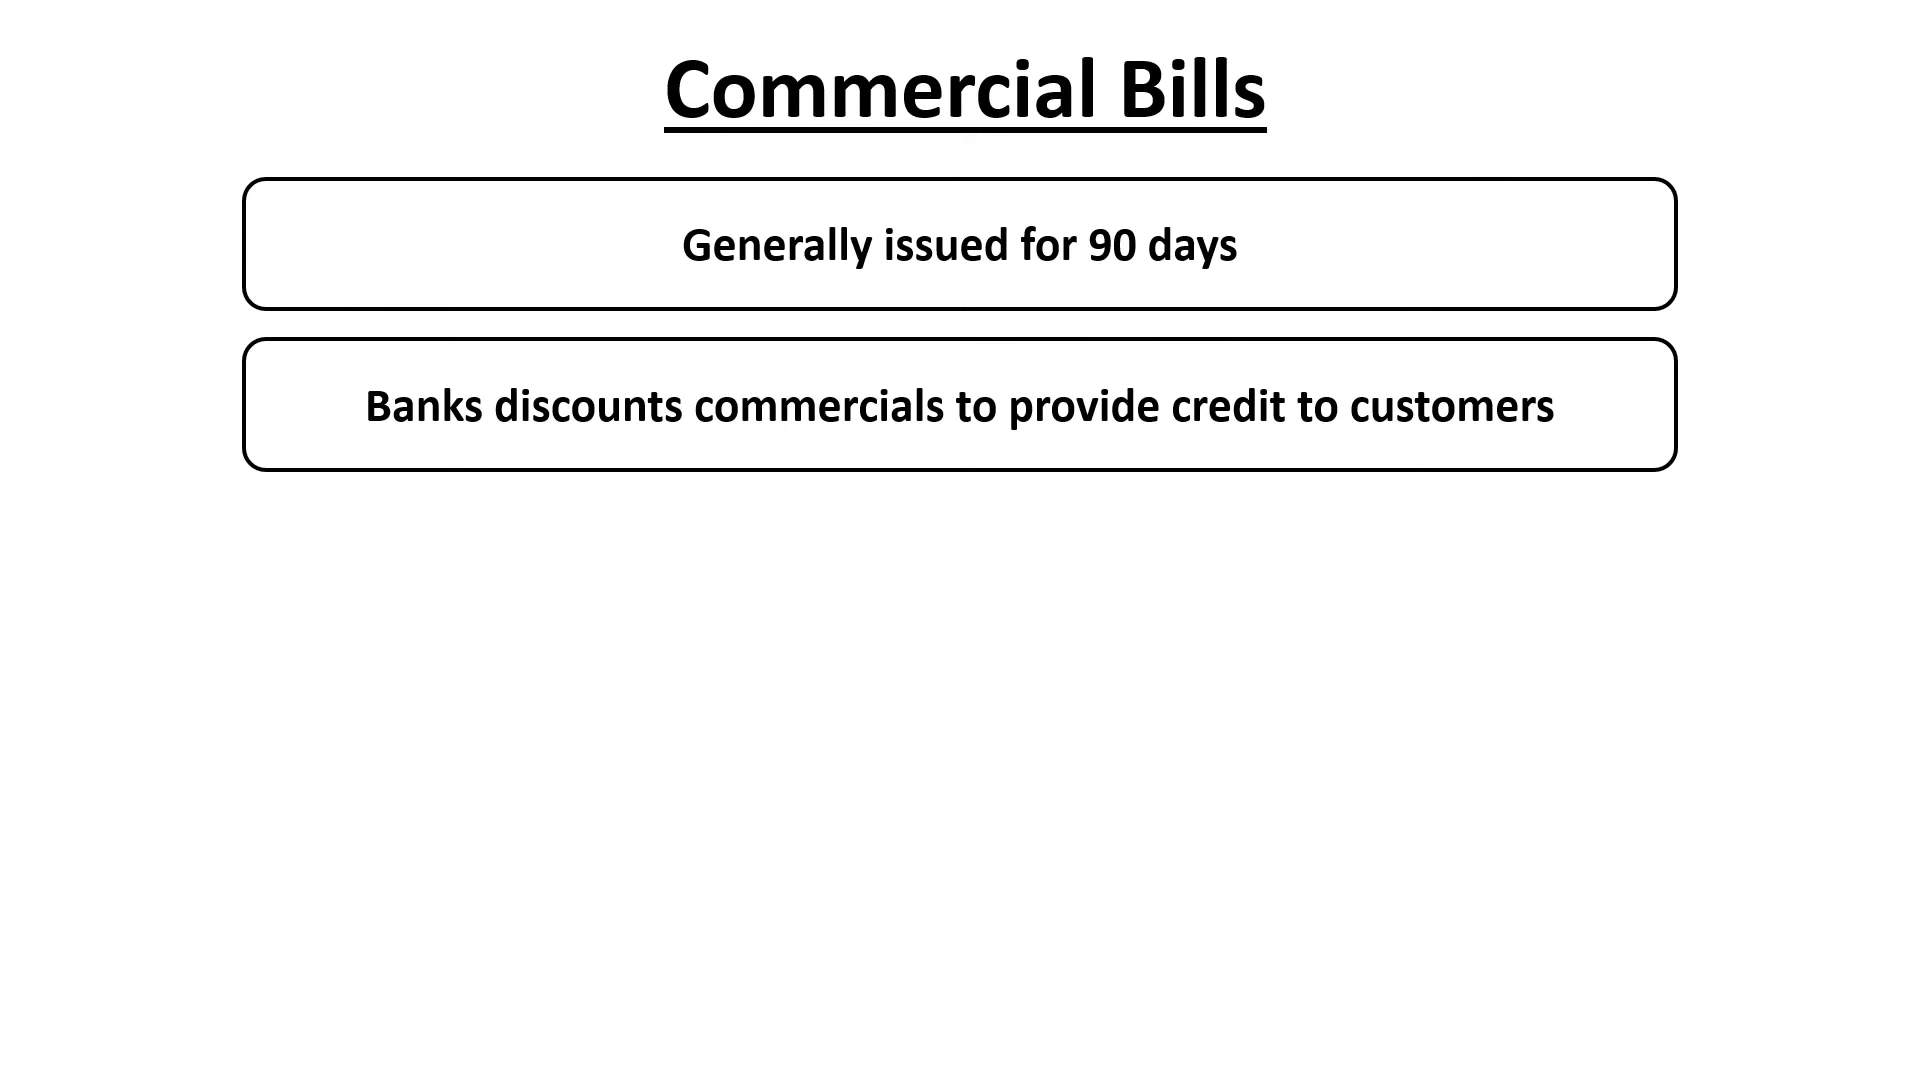 Commercial Bills
Generally issued for 90 days
Banks discounts commercials to provide credit to customers